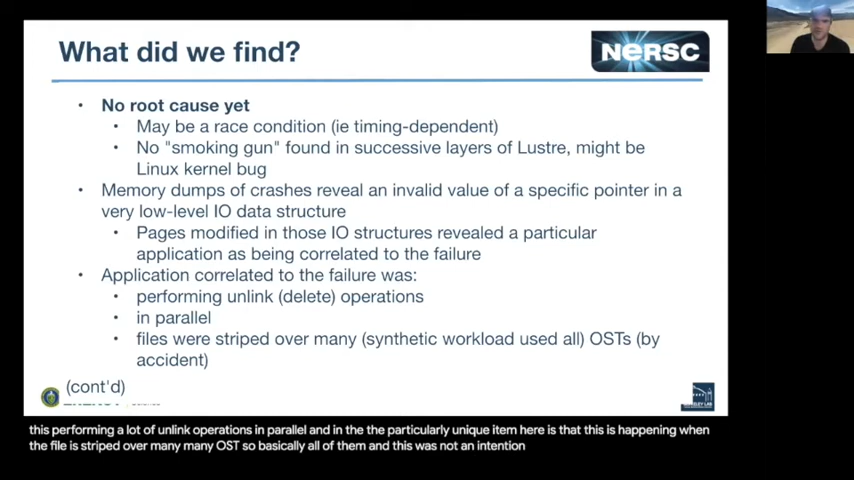 What did we find?
NERSC
• No root cause yet
• May be a race condition (ie timing-dependent)
• No "smoking gun" found in successive layers of Lustre, might be
Linux kernel bug
• Memory dumps of crashes reveal an invalid value of a specific pointer in a
very low-level IO data structure
• Pages modified in those IO structures revealed a particular
application as being correlated to the failure
• Application correlated to the failure was:
• performing unlink (delete) operations
• in parallel
• files were striped over many (synthetic workload used all) OSTs (by
accident)
(cont'd)
this performing a lot of unlink operations in parallel and in the the particularly unique item here is that this is happening when
the file is striped over many many OST so basically all of them and this was not an intention